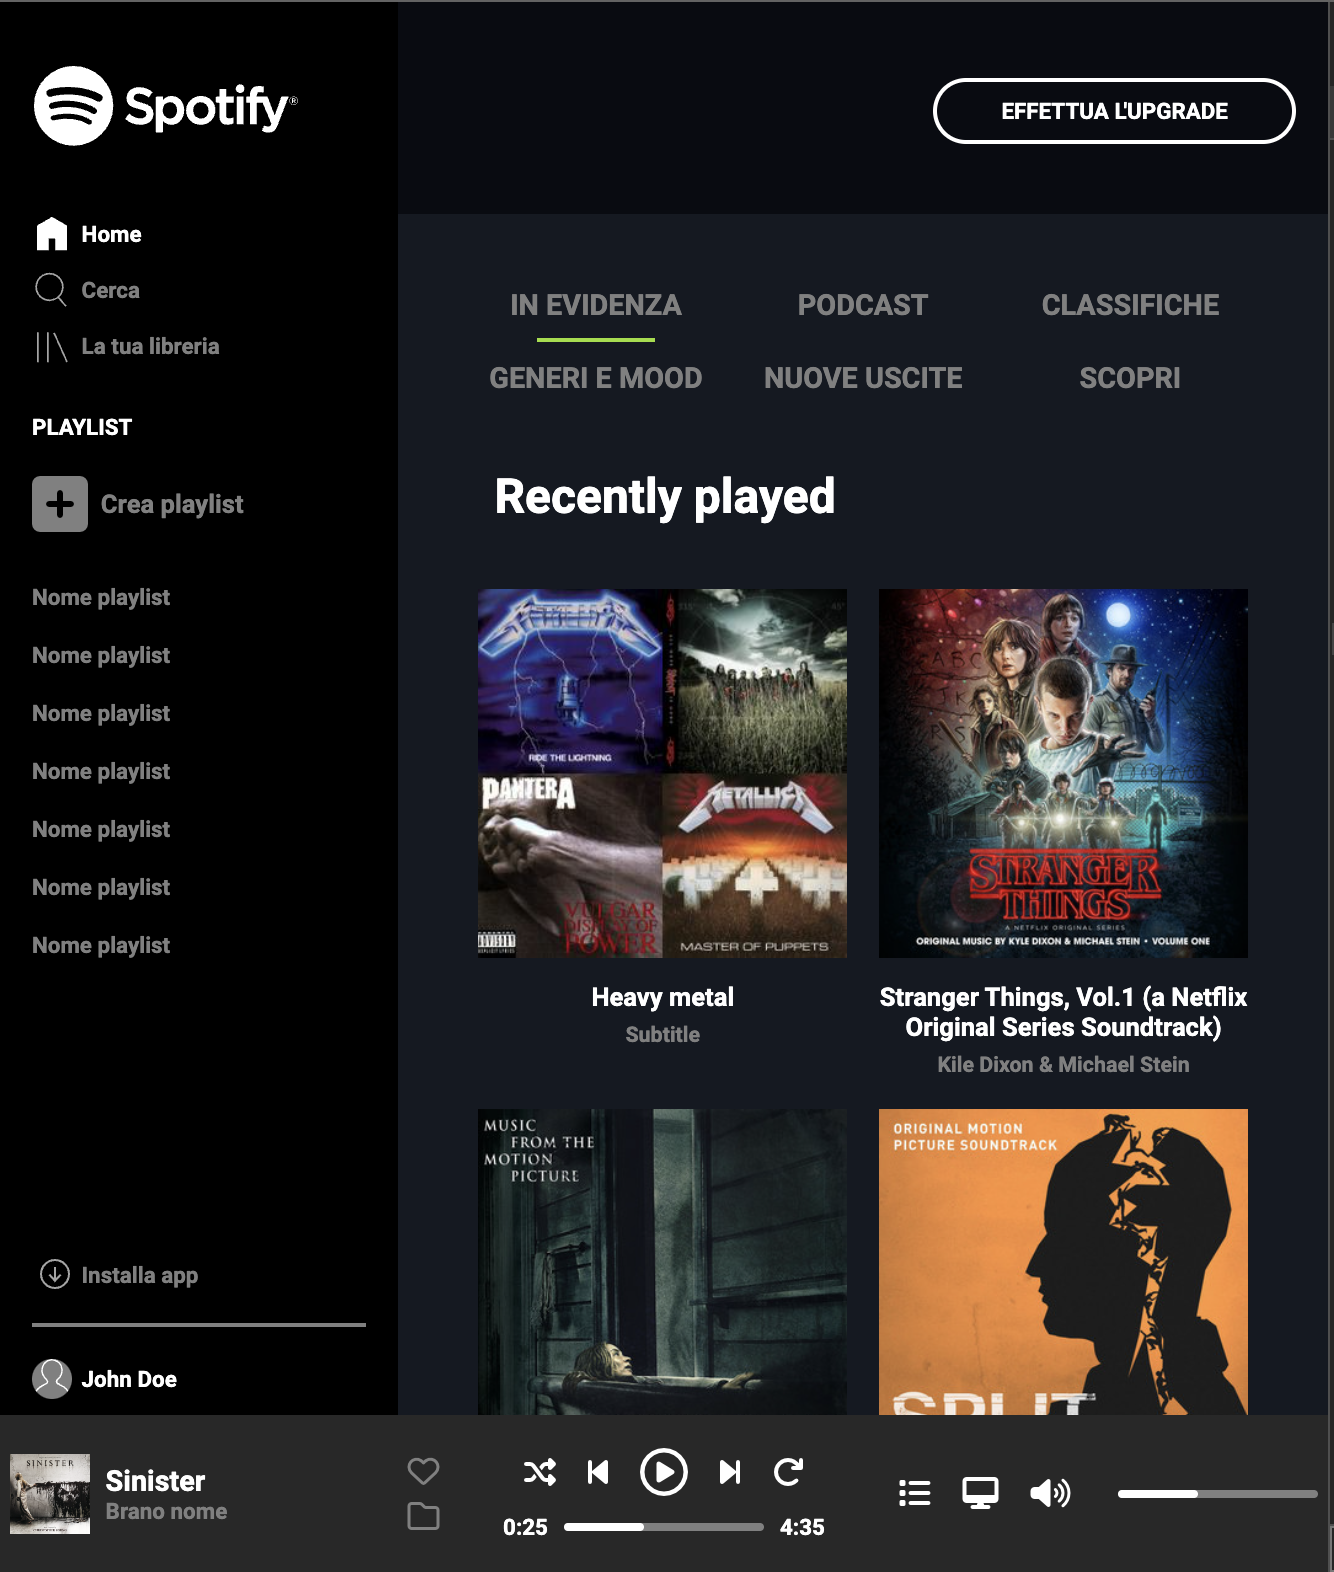 Spotify®
EFFETTUA L'UPGRADE
Home
Cerca
La tua libreria
PLAYLIST
Crea playlist
Nome playlist
Nome playlist
Nome playlist
Nome playlist
Nome playlist
Nome playlist
Nome playlist
Installa app
John Doe
IN EVIDENZA
PODCAST
CLASSIFICHE
GENERI E MOOD
NUOVE USCITE
SCOPRI
Recently played
METALLICA
RIDE THE LIGHTNING
PANTERA
VULGAR
DISPLAY OF
POWER
METALLICA
MASTER OF PUPPETS
STRANGER
THINGS
A NETFLIX ORIGINAL SERIES
ORIGINAL MUSIC BY KYLE DIXON & MICHAEL STEIN • VOLUME ONE
Heavy metal
Subtitle
Stranger Things, Vol.1 (a Netflix
Original Series Soundtrack)
Kile Dixon & Michael Stein
MUSIC
FROM THE
MOTION
PICTURE
ORIGINAL MOTION
PICTURE SOUNDTRACK
SPLIT
SINISTER
Sinister
Brano nome
0:25
4:35